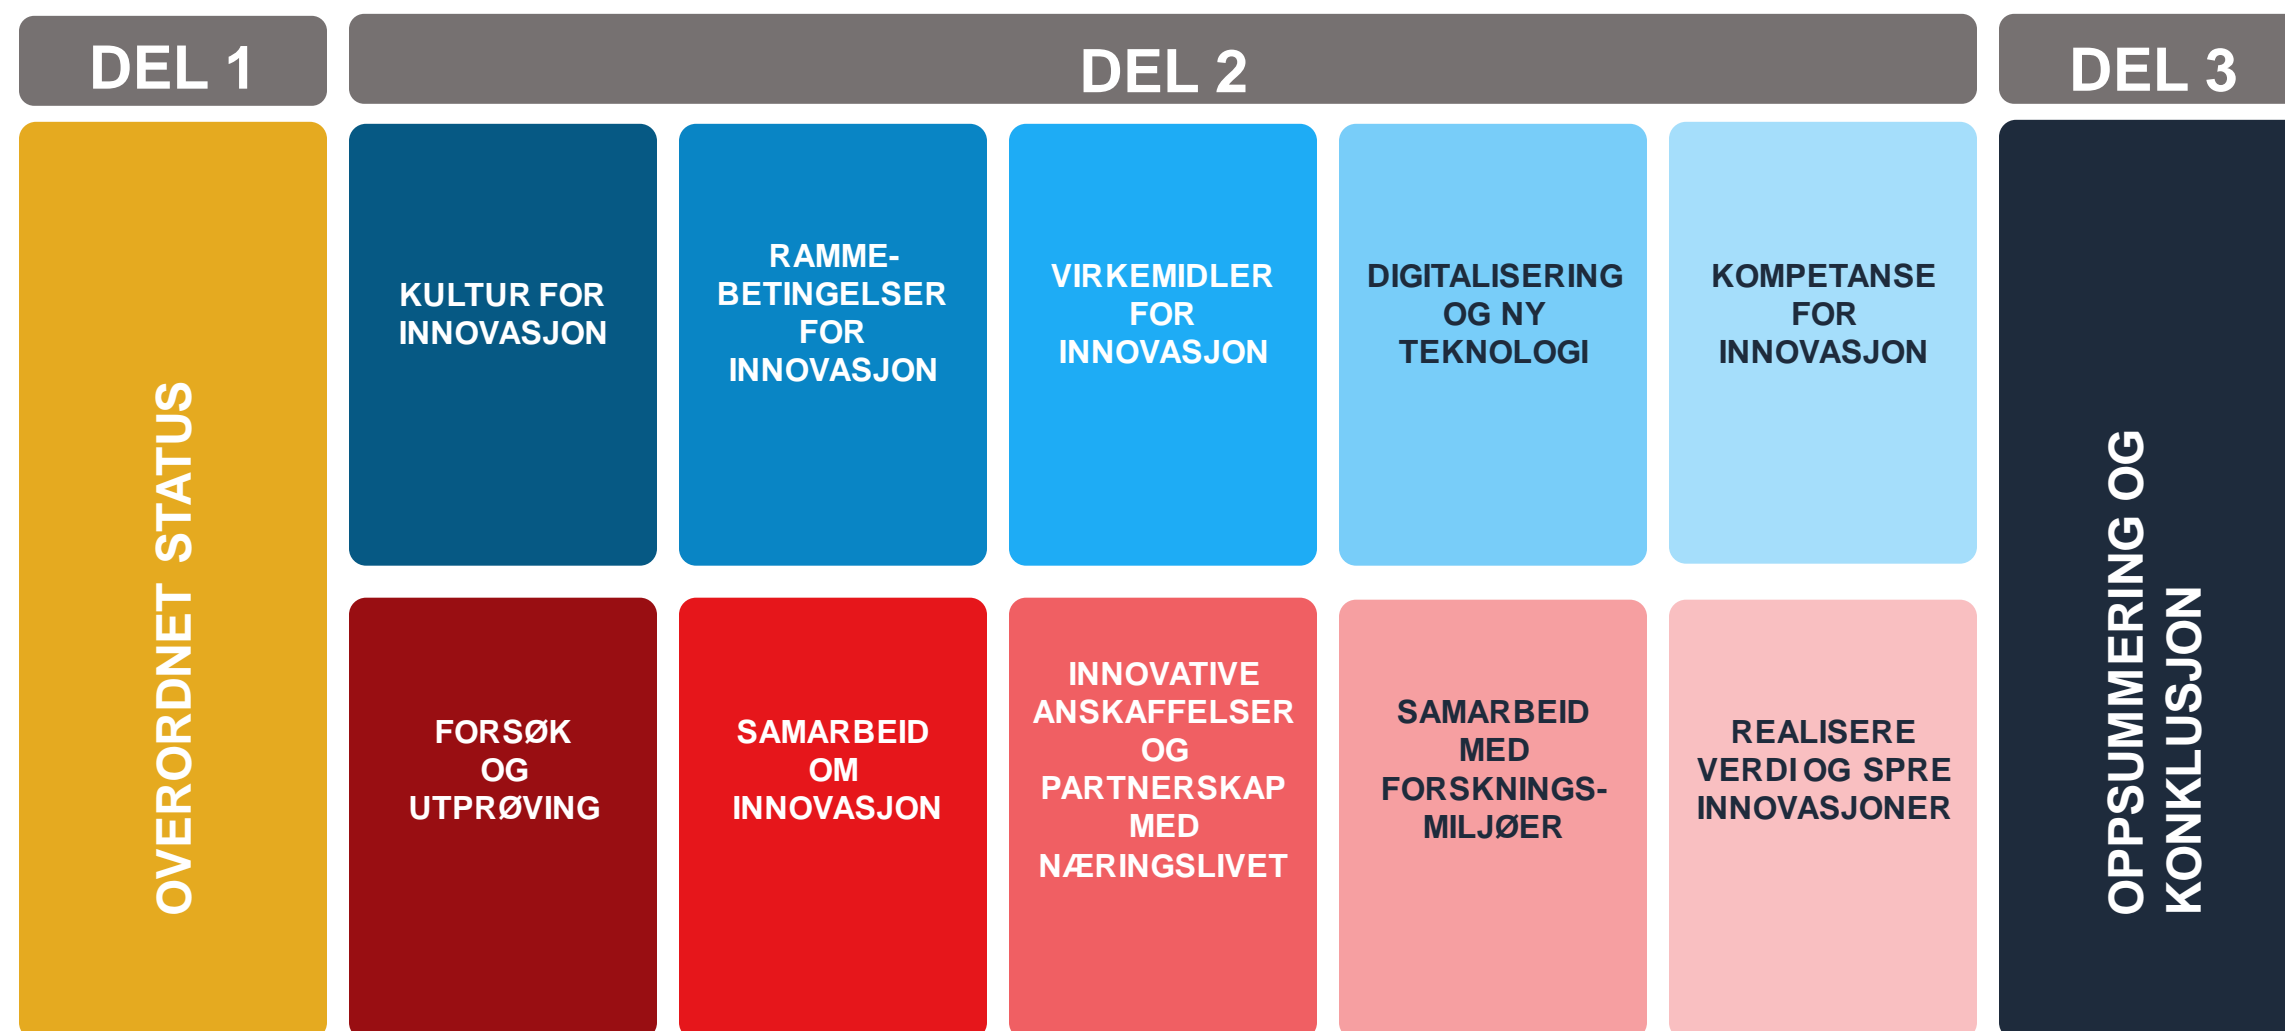 DEL 1
DEL 2
DEL 3
OVERORDNET STATUS
KULTUR FOR
INNOVASJON
RAMME-
BETINGELSER
FOR
INNOVASJON
VIRKEMIDLER
FOR
INNOVASJON
DIGITALISERING
OG NY
TEKNOLOGI
KOMPETANSE
FOR
INNOVASJON
FORSØK
OG
UTPRØVING
SAMARBEID
OM
INNOVASJON
INNOVATIVE
ANSKAFFELSER
OG
PARTNERSKAP
MED
NÆRINGSLIVET
SAMARBEID
MED
FORSKNINGS-
MILJØER
REALISERE
VERDI OG SPRE
INNOVASJONER
OPPSUMMERING OG
KONKLUSJON